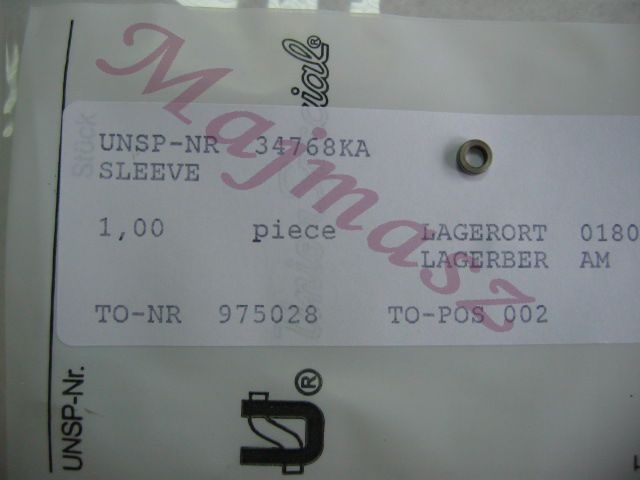 UNSP-NR 34768KA
SLEEVE
1,00 piece LAGERORT 0180
LAGERBER AM
TO-NR 975028 TO-POS 002
UNSP-Nr.
Stück
Majmasz
®
®